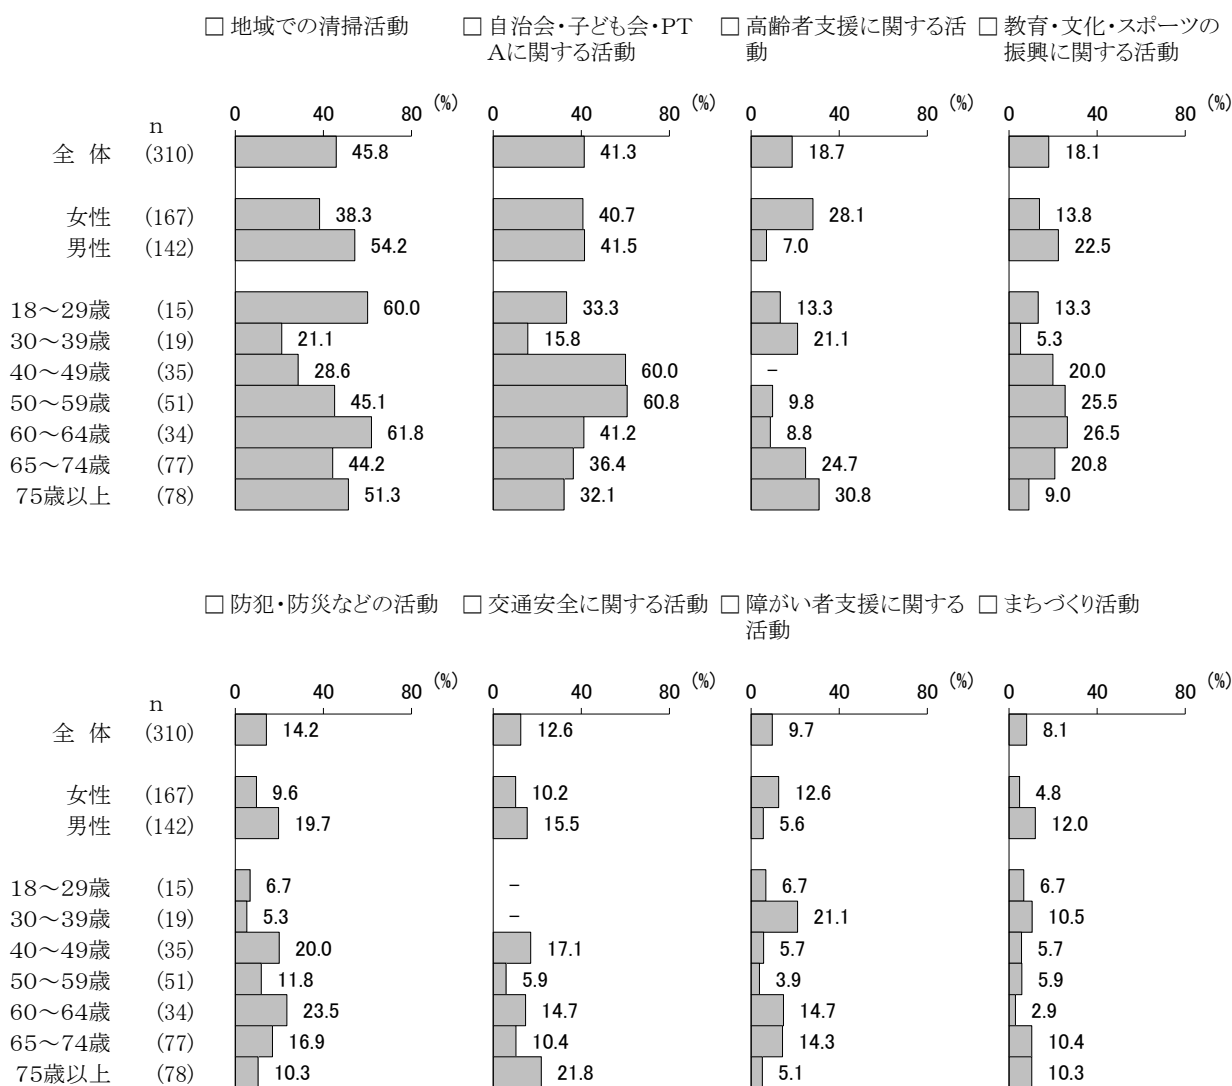 □ 地域での清掃活動 □ 自治会・子ども会・PT □ 高齢者支援に関する活 □ 教育・文化・スポーツの
Aに関する活動 動 振興に関する活動
0 40 80 (%) 0 40 80 (%) 0 40 80 (%) 0 40 80 (%)
n
全 体 (310) 45.8 41.3 18.7 18.1
女性 (167) 38.3 40.7 28.1 13.8
男性 (142) 54.2 41.5 7.0 22.5
18～29歳 (15) 60.0 33.3 13.3 13.3
30～39歳 (19) 21.1 15.8 21.1 5.3
40～49歳 (35) 28.6 60.0 － 20.0
50～59歳 (51) 45.1 60.8 9.8 25.5
60～64歳 (34) 61.8 41.2 8.8 26.5
65～74歳 (77) 44.2 36.4 24.7 20.8
75歳以上 (78) 51.3 32.1 30.8 9.0
□ 防犯・防災などの活動 □ 交通安全に関する活動 □ 障がい者支援に関する □ まちづくり活動
活動
0 40 80 (%) 0 40 80 (%) 0 40 80 (%) 0 40 80 (%)
n
全 体 (310) 14.2 12.6 9.7 8.1
女性 (167) 9.6 10.2 12.6 4.8
男性 (142) 19.7 15.5 5.6 12.0
18～29歳 (15) 6.7 － 6.7 6.7
30～39歳 (19) 5.3 － 21.1 10.5
40～49歳 (35) 20.0 17.1 5.7 5.7
50～59歳 (51) 11.8 5.9 3.9 5.9
60～64歳 (34) 23.5 14.7 14.7 2.9
65～74歳 (77) 16.9 10.4 14.3 10.4
75歳以上 (78) 10.3 21.8 5.1 10.3